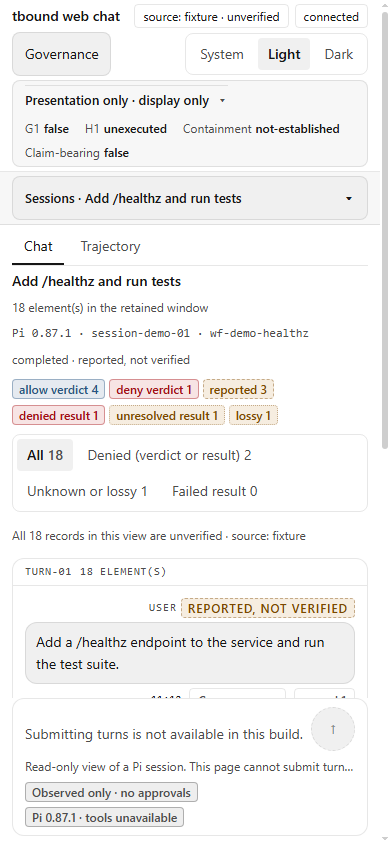 tbound web chat
source: fixture · unverified
connected
Governance
System
Light
Dark
Presentation only · display only
G1 false H1 unexecuted Containment not-established
Claim-bearing false
Sessions · Add /healthz and run tests
Chat
Trajectory
Add /healthz and run tests
18 element(s) in the retained window
Pi 0.87.1 · session-demo-01 · wf-demo-healthz
completed · reported, not verified
allow verdict 4
deny verdict 1
reported 3
denied result 1
unresolved result 1
lossy 1
All 18
Denied (verdict or result) 2
Unknown or lossy 1
Failed result 0
All 18 records in this view are unverified · source: fixture
TURN-01 18 ELEMENT(S)
USER REPORTED, NOT VERIFIED
Add a /healthz endpoint to the service and run
the test suite.
Submitting turns is not available in this build.
↑
Read-only view of a Pi session. This page cannot submit turn...
Observed only · no approvals
Pi 0.87.1 · tools unavailable